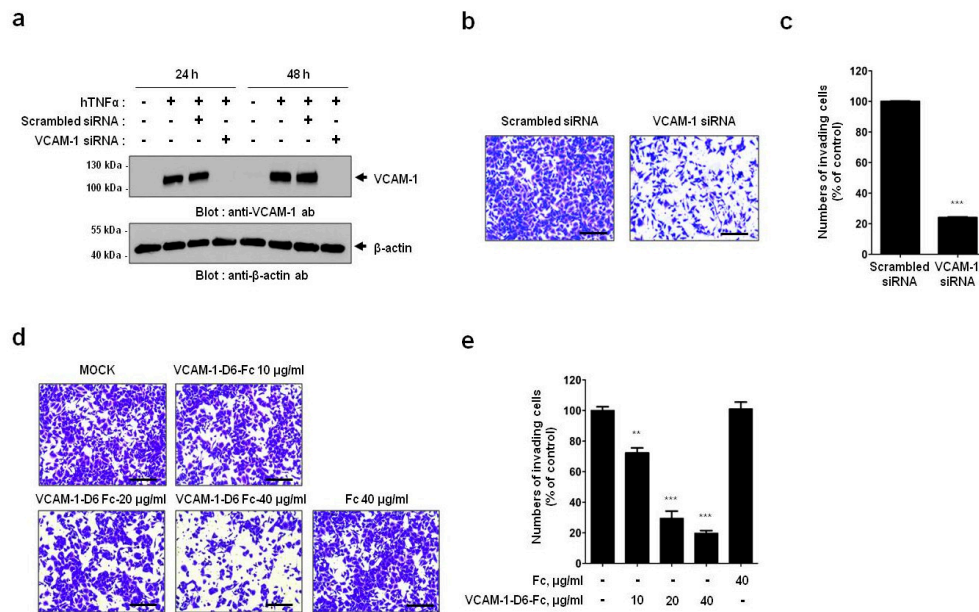 a
24 h 48 h
hTNFα : - + + + - + + +
Scrambled siRNA : - - + - - - + -
VCAM-1 siRNA : - - - + - - - +
130 kDa -
100 kDa -
VCAM-1
Blot : anti-VCAM-1 ab
55 kDa -
40 kDa -
β-actin
Blot : anti-β-actin ab
b
Scrambled siRNA VCAM-1 siRNA
c
Numbers of invading cells
(% of control)
120
100
80
60
40
20
0
***
Scrambled siRNA
VCAM-1 siRNA
d
MOCK VCAM-1-D6-Fc 10 µg/ml
VCAM-1-D6 Fc-20 µg/ml VCAM-1-D6 Fc-40 µg/ml Fc 40 µg/ml
e
Numbers of invading cells
(% of control)
120
100
80
60
40
20
0
**
***
***
Fc, µg/ml - - - - 40
VCAM-1-D6-Fc, µg/ml - 10 20 40 -